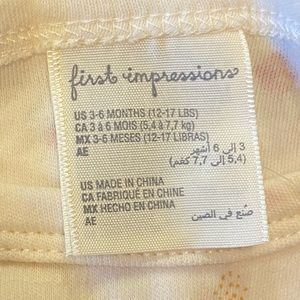 first impressions
US 3-6 MONTHS (12-17 LBS)
CA 3 à 6 MOIS (5,4 à 7,7 kg)
MX 3-6 MESES (12-17 LIBRAS)
AE 3 إلى 6 أشهر
(5,4 إلى 7,7 كغم)
US MADE IN CHINA
CA FABRIQUÉ EN CHINE
MX HECHO EN CHINA
AE صُنع في الصين